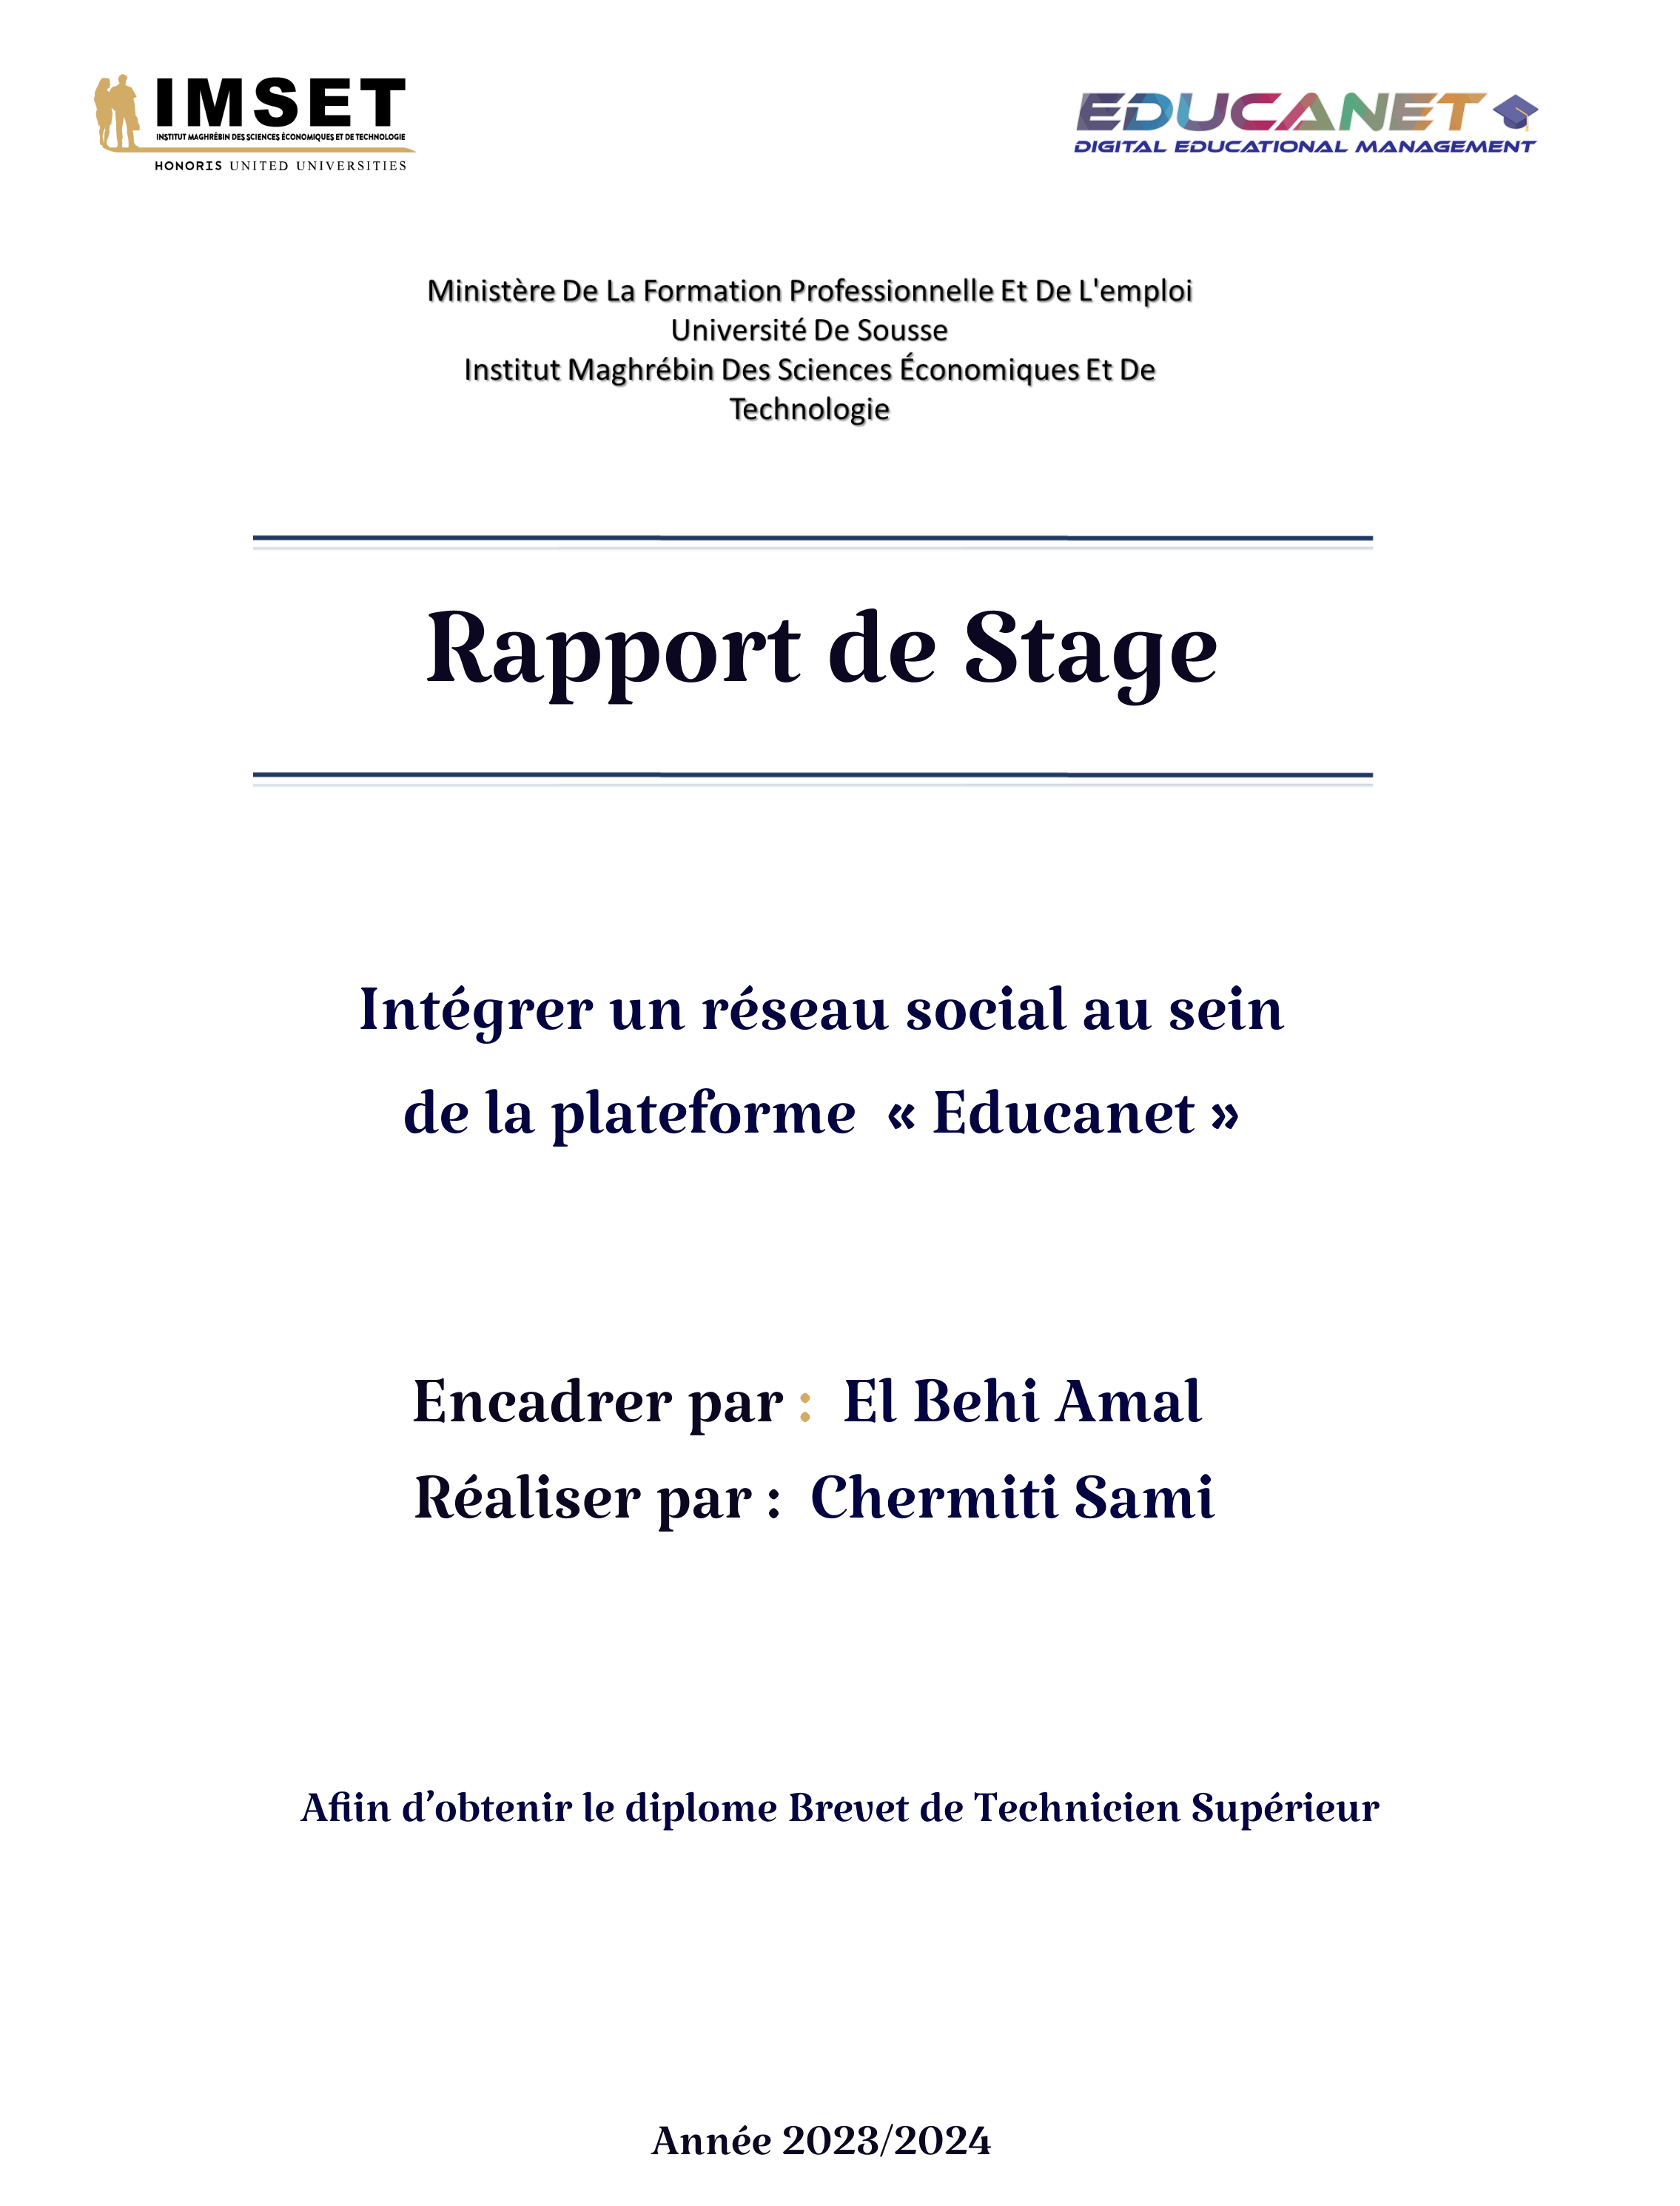 IMSET
INSTITUT MAGHRÉBIN DES SCIENCES ÉCONOMIQUES ET DE TECHNOLOGIE
HONORIS UNITED UNIVERSITIES
EDUCANET
DIGITAL EDUCATIONAL MANAGEMENT
Ministère De La Formation Professionnelle Et De L'emploi
Université De Sousse
Institut Maghrébin Des Sciences Économiques Et De
Technologie
Rapport de Stage
Intégrer un réseau social au sein
de la plateforme « Educanet »
Encadrer par : El Behi Amal
Réaliser par : Chermiti Sami
Afiin d’obtenir le diplome Brevet de Technicien Supérieur
Année 2023/2024